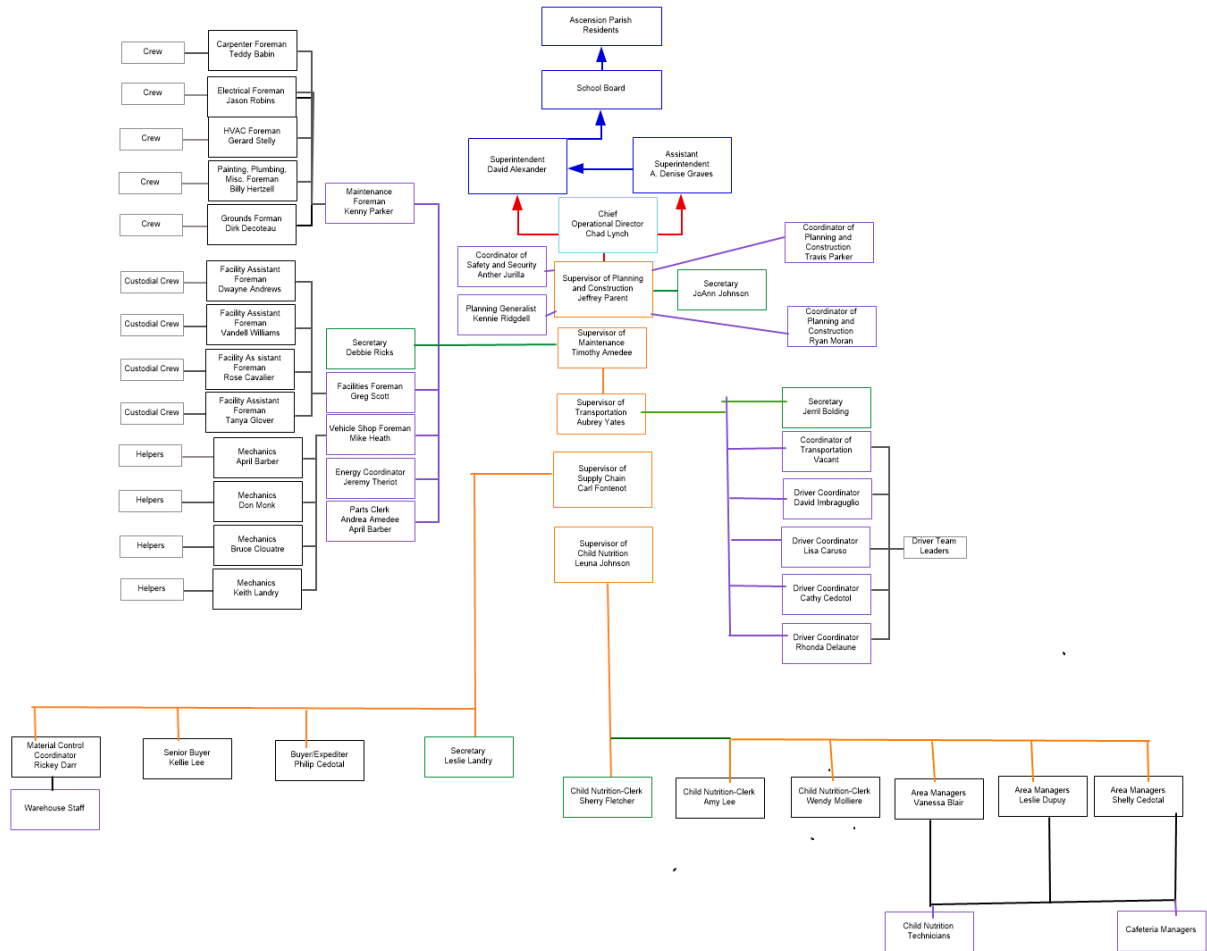 Ascension Parish
Residents
School Board
Superintendent
David Alexander
Assistant
Superintendent
A. Denise Graves
Chief
Operational Director
Chad Lynch
Coordinator of
Safety and Security
Anther Jurilla
Supervisor of Planning
and Construction
Jeffrey Parent
Coordinator of
Planning and
Construction
Travis Parker
Secretary
JoAnn Johnson
Planning Generalist
Kennie Ridgdell
Coordinator of
Planning and
Construction
Ryan Moran
Supervisor of
Maintenance
Timothy Amedee
Secretary
Debbie Ricks
Supervisor of
Transportation
Aubrey Yates
Supervisor of
Supply Chain
Carl Fontenot
Supervisor of
Child Nutrition
Leuna Johnson
Crew
Carpenter Foreman
Teddy Babin
Crew
Electrical Foreman
Jason Robins
Crew
HVAC Foreman
Gerard Stelly
Crew
Painting, Plumbing,
Misc. Foreman
Billy Hertzell
Crew
Grounds Forman
Dirk Decoteau
Maintenance
Foreman
Kenny Parker
Custodial Crew
Facility Assistant
Foreman
Dwayne Andrews
Custodial Crew
Facility Assistant
Foreman
Vandell Williams
Custodial Crew
Facility As sistant
Foreman
Rose Cavalier
Custodial Crew
Facility Assistant
Foreman
Tanya Glover
Facilities Foreman
Greg Scott
Vehicle Shop Foreman
Mike Heath
Energy Coordinator
Jeremy Theriot
Parts Clerk
Andrea Amedee
April Barber
Helpers
Mechanics
April Barber
Helpers
Mechanics
Don Monk
Helpers
Mechanics
Bruce Clouatre
Helpers
Mechanics
Keith Landry
Secretary
Jerril Bolding
Coordinator of
Transportation
Vacant
Driver Coordinator
David Imbraguglio
Driver Coordinator
Lisa Caruso
Driver Coordinator
Cathy Cedotol
Driver Coordinator
Rhonda Delaune
Driver Team
Leaders
Material Control
Coordinator
Rickey Darr
Warehouse Staff
Senior Buyer
Kellie Lee
Buyer/Expediter
Philip Cedotal
Secretary
Leslie Landry
Child Nutrition-Clerk
Sherry Fletcher
Child Nutrition-Clerk
Amy Lee
Child Nutrition-Clerk
Wendy Molliere
Area Managers
Vanessa Blair
Area Managers
Leslie Dupuy
Area Managers
Shelly Cedotal
Child Nutrition
Technicians
Cafeteria Managers